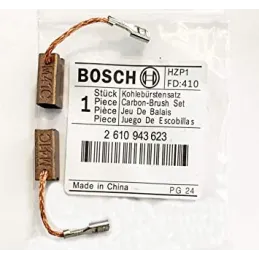 BOSCH
HZP1
FD:410
1 Stück Kohlebürstensatz
Piece Carbon-Brush Set
Pièce Jeu De Balais
Piece Juego De Escobillas
2 610 943 623
Made in China
PG 24